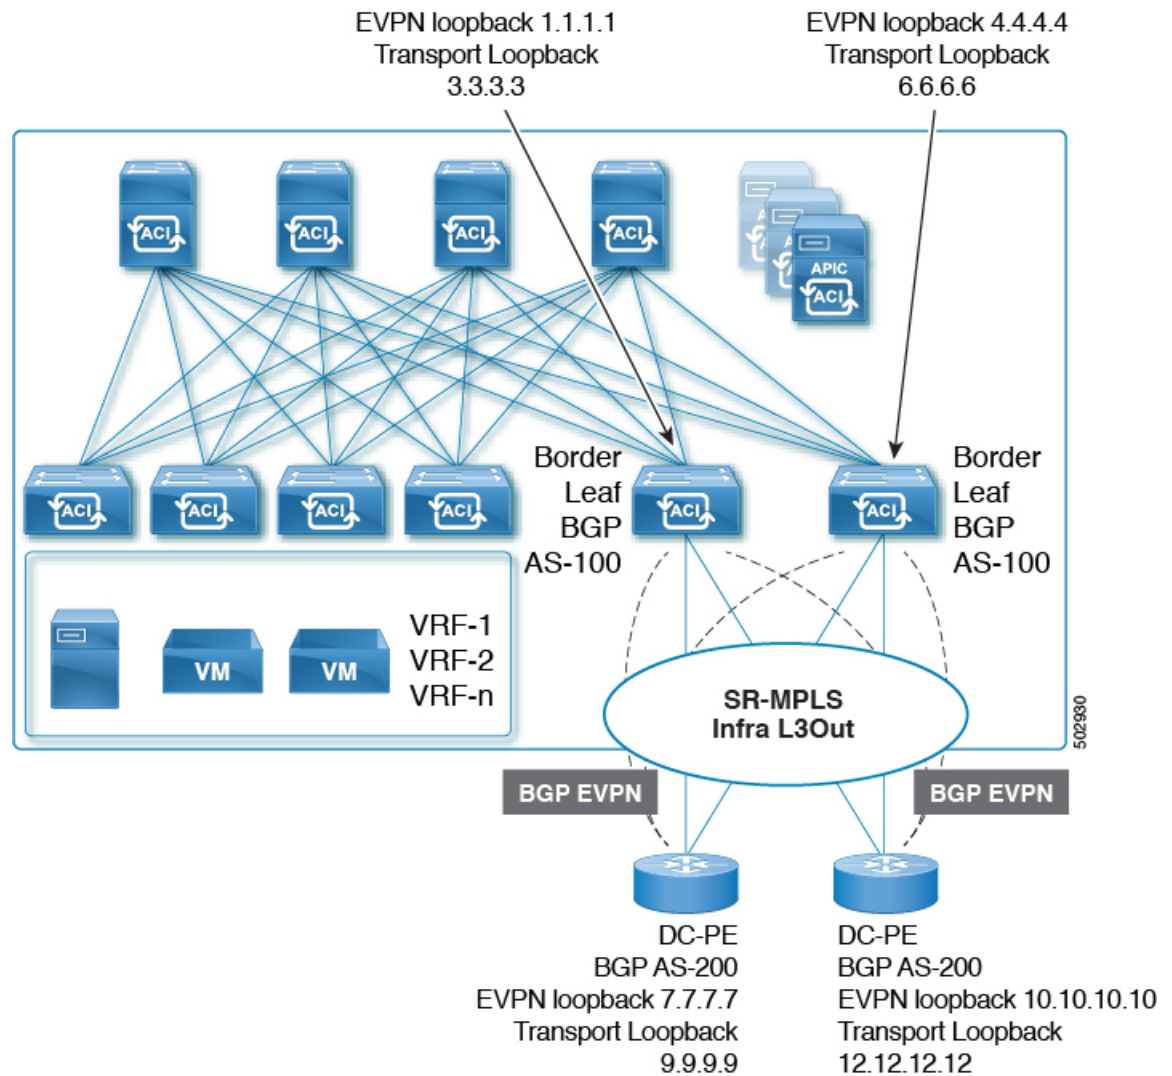 EVPN loopback 1.1.1.1
Transport Loopback
3.3.3.3
EVPN loopback 4.4.4.4
Transport Loopback
6.6.6.6
ACI
ACI
ACI
ACI
A
A
APIC
ACI
ACI
ACI
ACI
ACI
Border
Leaf
BGP
AS-100
ACI
ACI
Border
Leaf
BGP
AS-100
VM
VM
VRF-1
VRF-2
VRF-n
SR-MPLS
Infra L3Out
502930
BGP EVPN
BGP EVPN
DC-PE
BGP AS-200
EVPN loopback 7.7.7.7
Transport Loopback
9.9.9.9
DC-PE
BGP AS-200
EVPN loopback 10.10.10.10
Transport Loopback
12.12.12.12